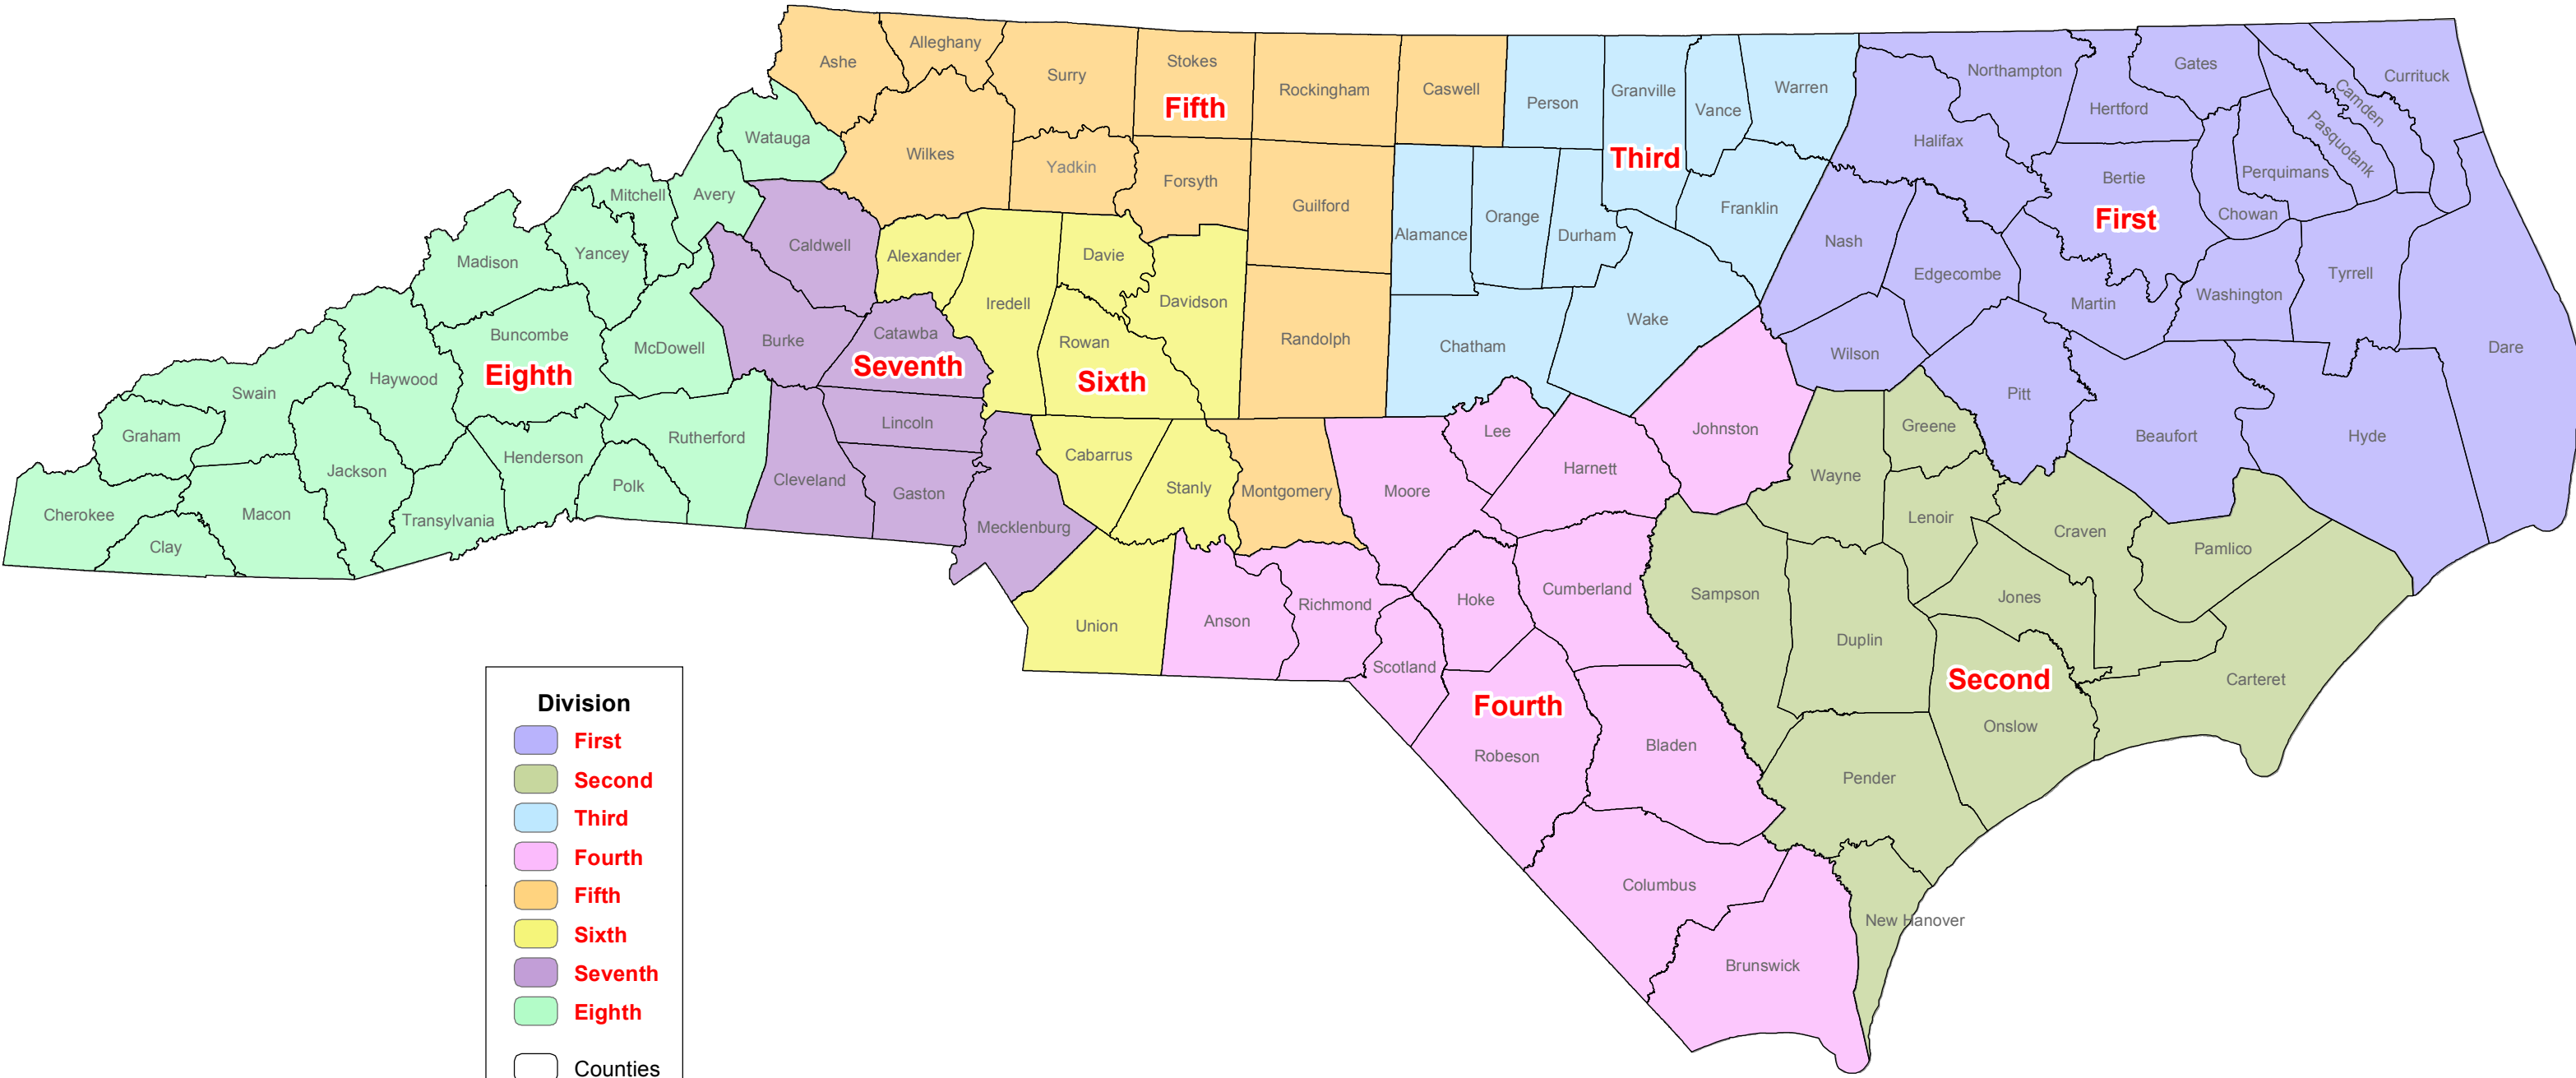 Ashe
Alleghany
Surry
Stokes
Fifth
Rockingham
Caswell
Person
Granville
Vance
Warren
Northampton
Gates
Hertford
Camden
Currituck
Pasquotank
Watauga
Wilkes
Yadkin
Forsyth
Third
Halifax
Bertie
First
Perquimans
Chowan
Mitchell
Avery
Guilford
Alamance
Orange
Durham
Franklin
Nash
Edgecombe
Martin
Washington
Tyrrell
Dare
Madison
Yancey
Caldwell
Alexander
Iredell
Davie
Davidson
Randolph
Chatham
Wake
Wilson
Pitt
Buncombe
Eighth
McDowell
Burke
Catawba
Seventh
Rowan
Sixth
Swain
Haywood
Graham
Jackson
Henderson
Rutherford
Polk
Cleveland
Lincoln
Gaston
Mecklenburg
Cabarrus
Stanly
Montgomery
Moore
Lee
Harnett
Johnston
Wayne
Greene
Beaufort
Hyde
Cherokee
Clay
Macon
Transylvania
Union
Anson
Richmond
Scotland
Hoke
Cumberland
Sampson
Lenoir
Craven
Pamlico
Jones
Duplin
Second
Onslow
Carteret
Fourth
Robeson
Bladen
Pender
Columbus
New Hanover
Brunswick
Division
First
Second
Third
Fourth
Fifth
Sixth
Seventh
Eighth
Counties